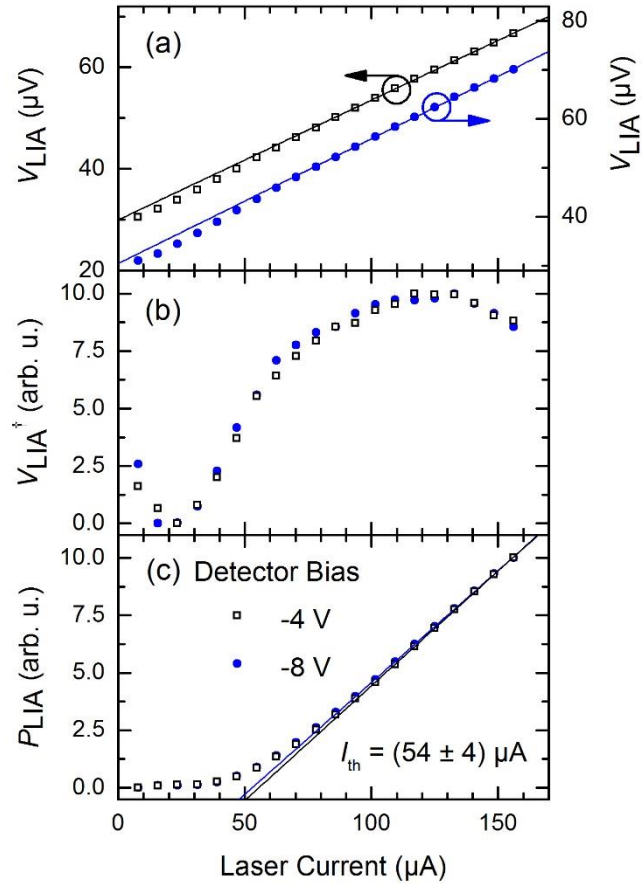 (a)
V_LIA (µV)
60
40
20
80
60
40
V_LIA (µV)
(b)
V_LIA† (arb. u.)
10.0
7.5
5.0
2.5
0.0
(c) Detector Bias
-4 V
-8 V
P_LIA (arb. u.)
10.0
7.5
5.0
2.5
0.0
I_th = (54 ± 4) µA
0 50 100 150
Laser Current (µA)